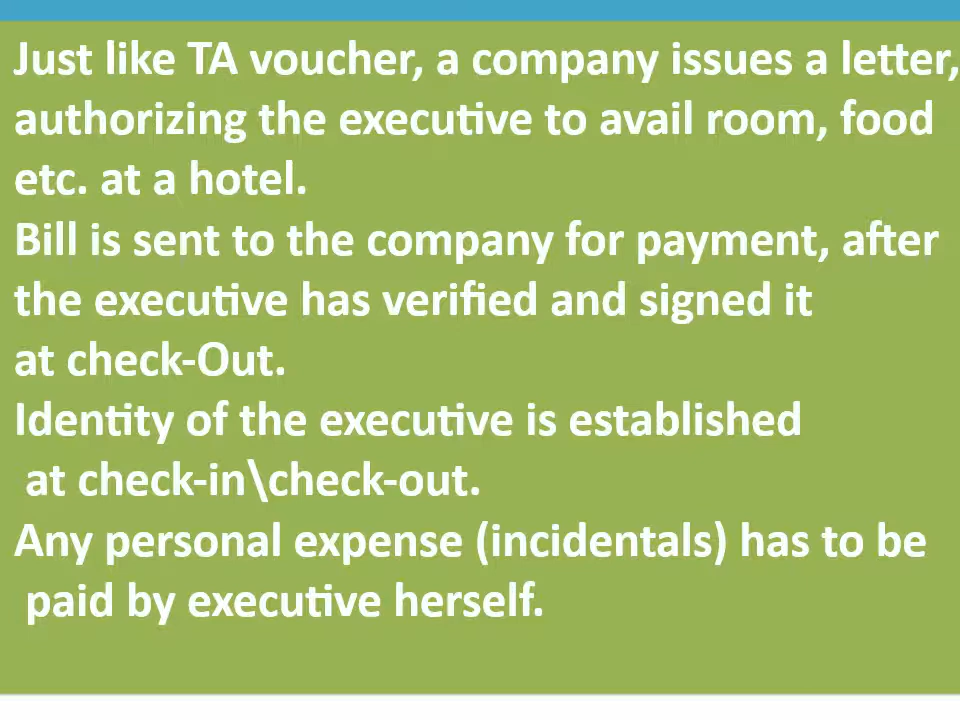 Just like TA voucher, a company issues a letter,
authorizing the executive to avail room, food
etc. at a hotel.
Bill is sent to the company for payment, after
the executive has verified and signed it
at check-Out.
Identity of the executive is established
at check-in\check-out.
Any personal expense (incidentals) has to be
paid by executive herself.